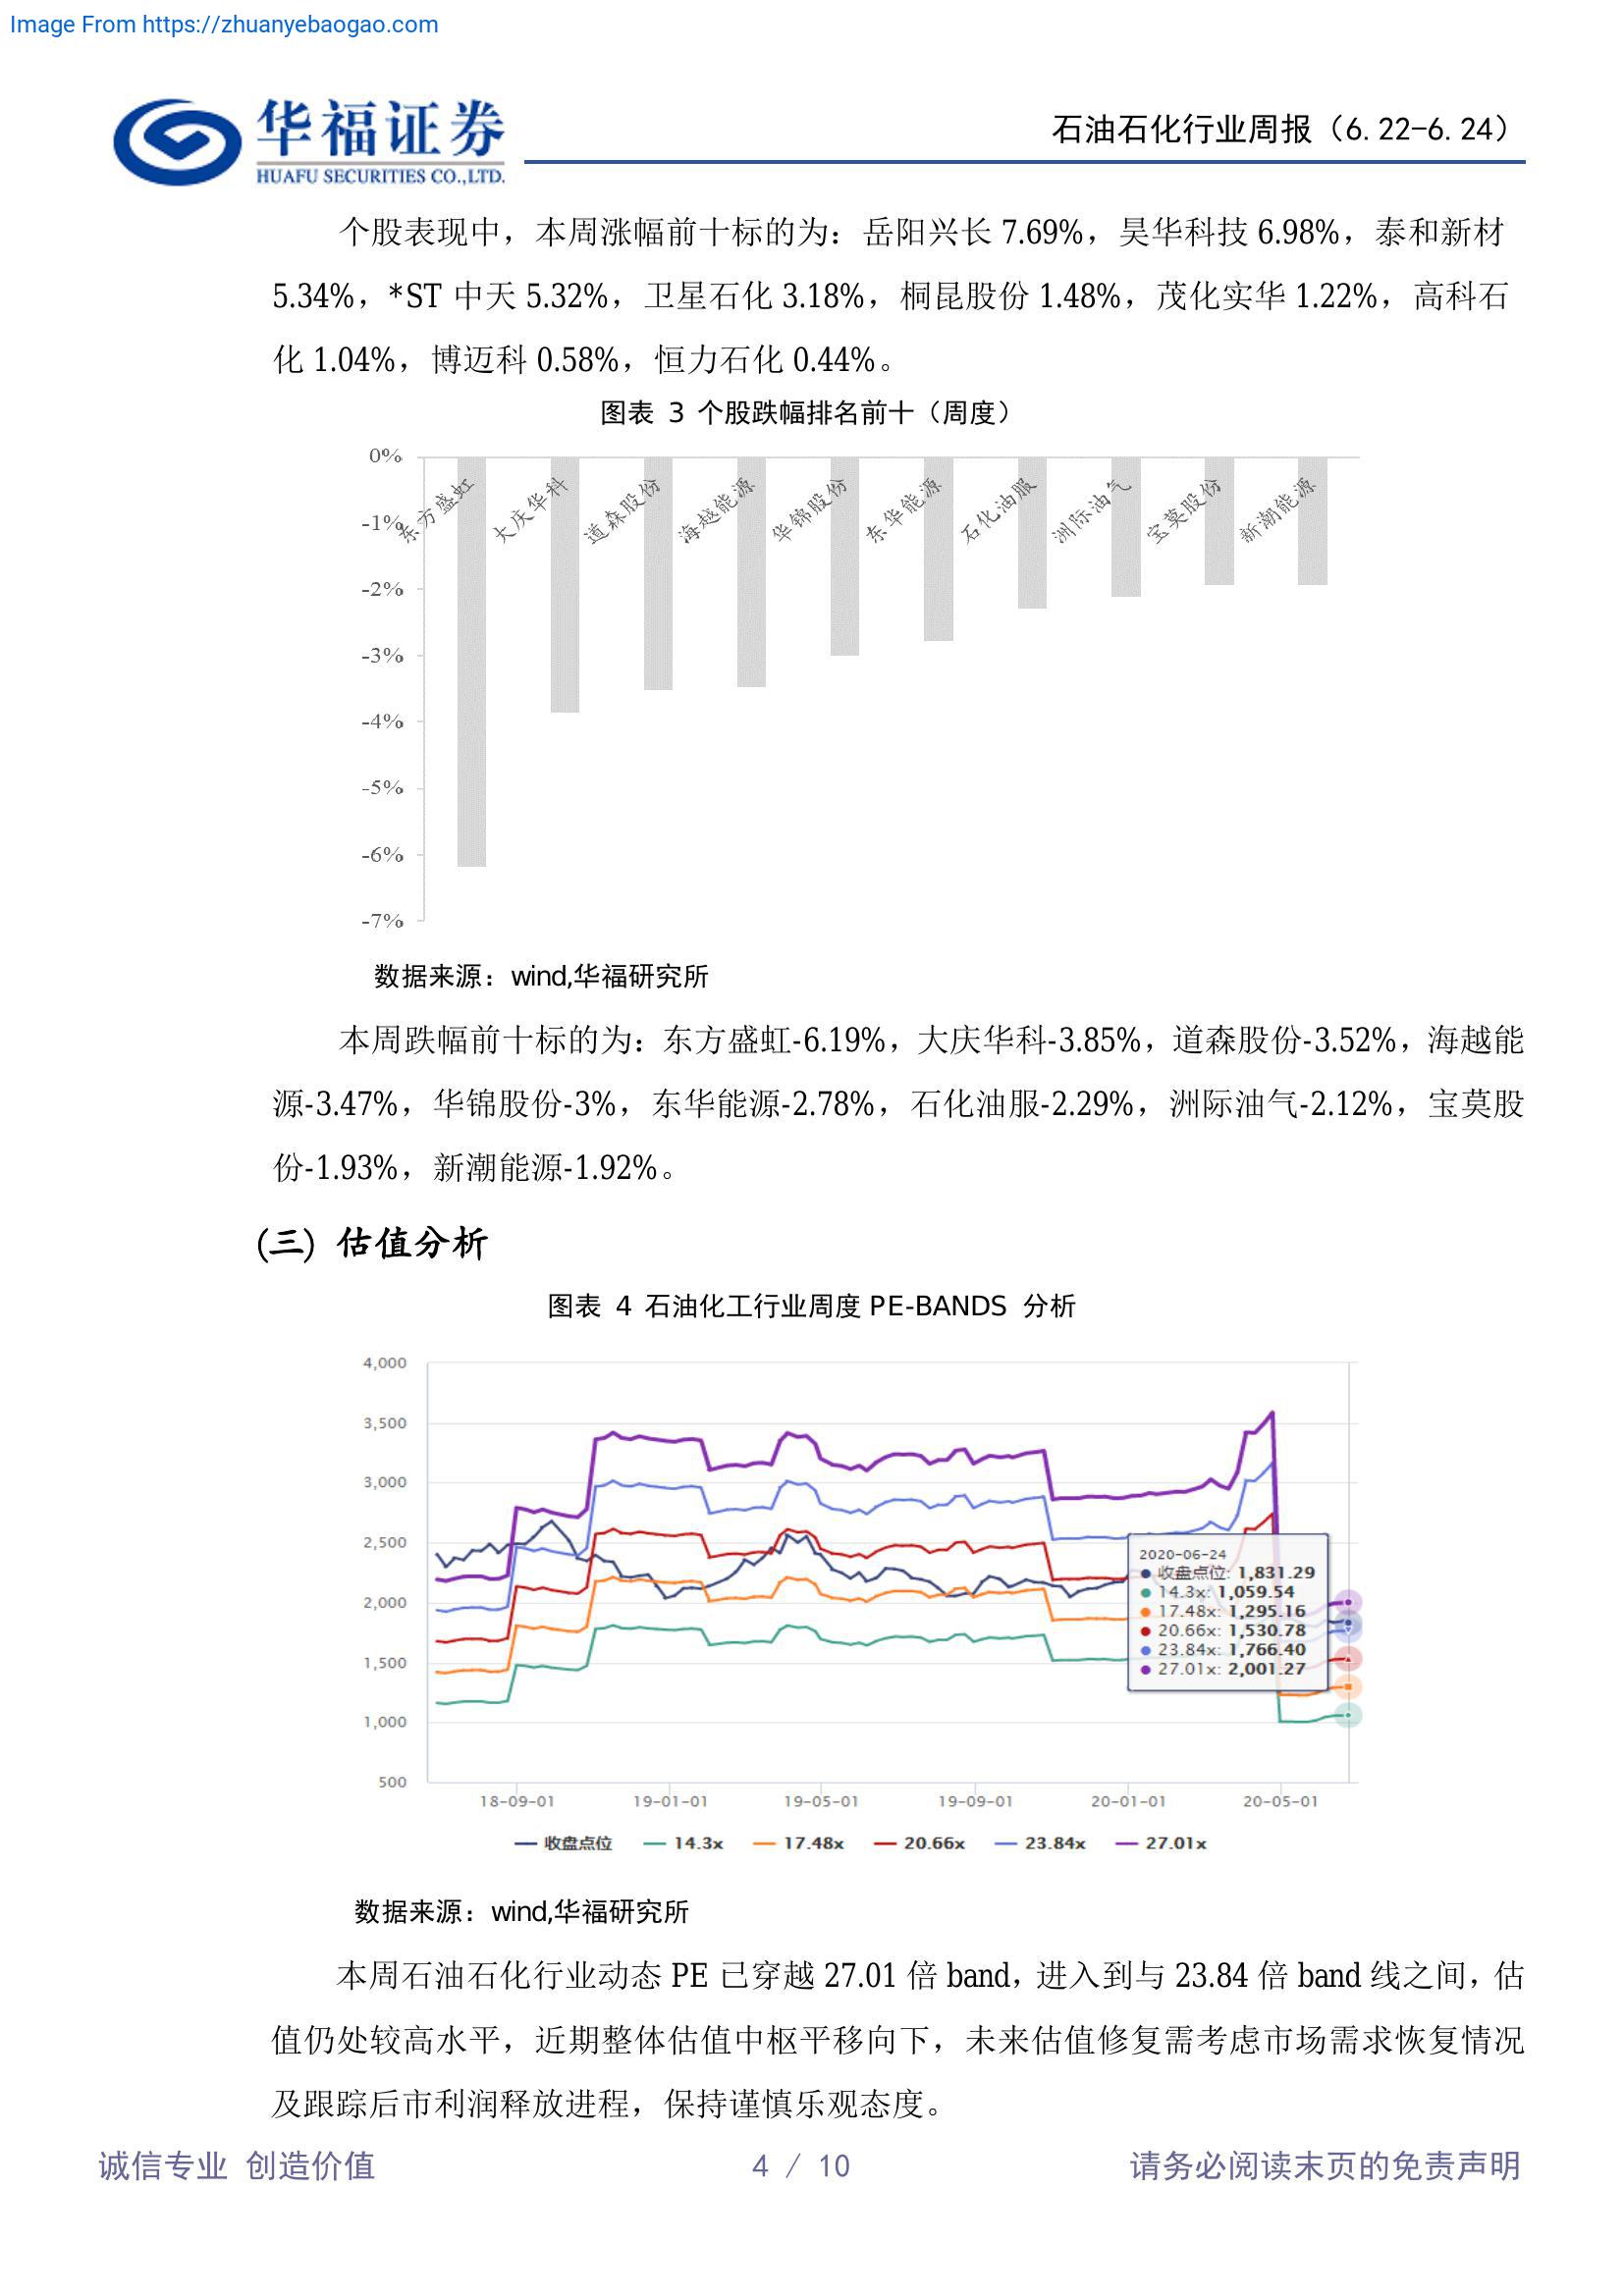 Image From https://zhuanyebaogao.com
华福证券
HUAFU SECURITIES CO.,LTD.
石油石化行业周报（6.22-6.24）
个股表现中，本周涨幅前十标的为：岳阳兴长 7.69%，昊华科技 6.98%，泰和新材
5.34%，*ST 中天 5.32%，卫星石化 3.18%，桐昆股份 1.48%，茂化实华 1.22%，高科石
化 1.04%，博迈科 0.58%，恒力石化 0.44%。
图表 3 个股跌幅排名前十（周度）
0%
-1%
-2%
-3%
-4%
-5%
-6%
-7%
东方盛虹
大庆华科
道森股份
海越能源
华锦股份
东华能源
石化油服
洲际油气
宝莫股份
新潮能源
数据来源：wind,华福研究所
本周跌幅前十标的为：东方盛虹-6.19%，大庆华科-3.85%，道森股份-3.52%，海越能
源-3.47%，华锦股份-3%，东华能源-2.78%，石化油服-2.29%，洲际油气-2.12%，宝莫股
份-1.93%，新潮能源-1.92%。
(三) 估值分析
图表 4 石油化工行业周度 PE-BANDS 分析
4,000
3,500
3,000
2,500
2,000
1,500
1,000
500
2020-06-24
收盘点位: 1,831.29
14.3x: 1,059.54
17.48x: 1,295.16
20.66x: 1,530.78
23.84x: 1,766.40
27.01x: 2,001.27
18-09-01 19-01-01 19-05-01 19-09-01 20-01-01 20-05-01
收盘点位 14.3x 17.48x 20.66x 23.84x 27.01x
数据来源：wind,华福研究所
本周石油石化行业动态 PE 已穿越 27.01 倍 band，进入到与 23.84 倍 band 线之间，估
值仍处较高水平，近期整体估值中枢平移向下，未来估值修复需考虑市场需求恢复情况
及跟踪后市利润释放进程，保持谨慎乐观态度。
诚信专业 创造价值 4 / 10 请务必阅读末页的免责声明